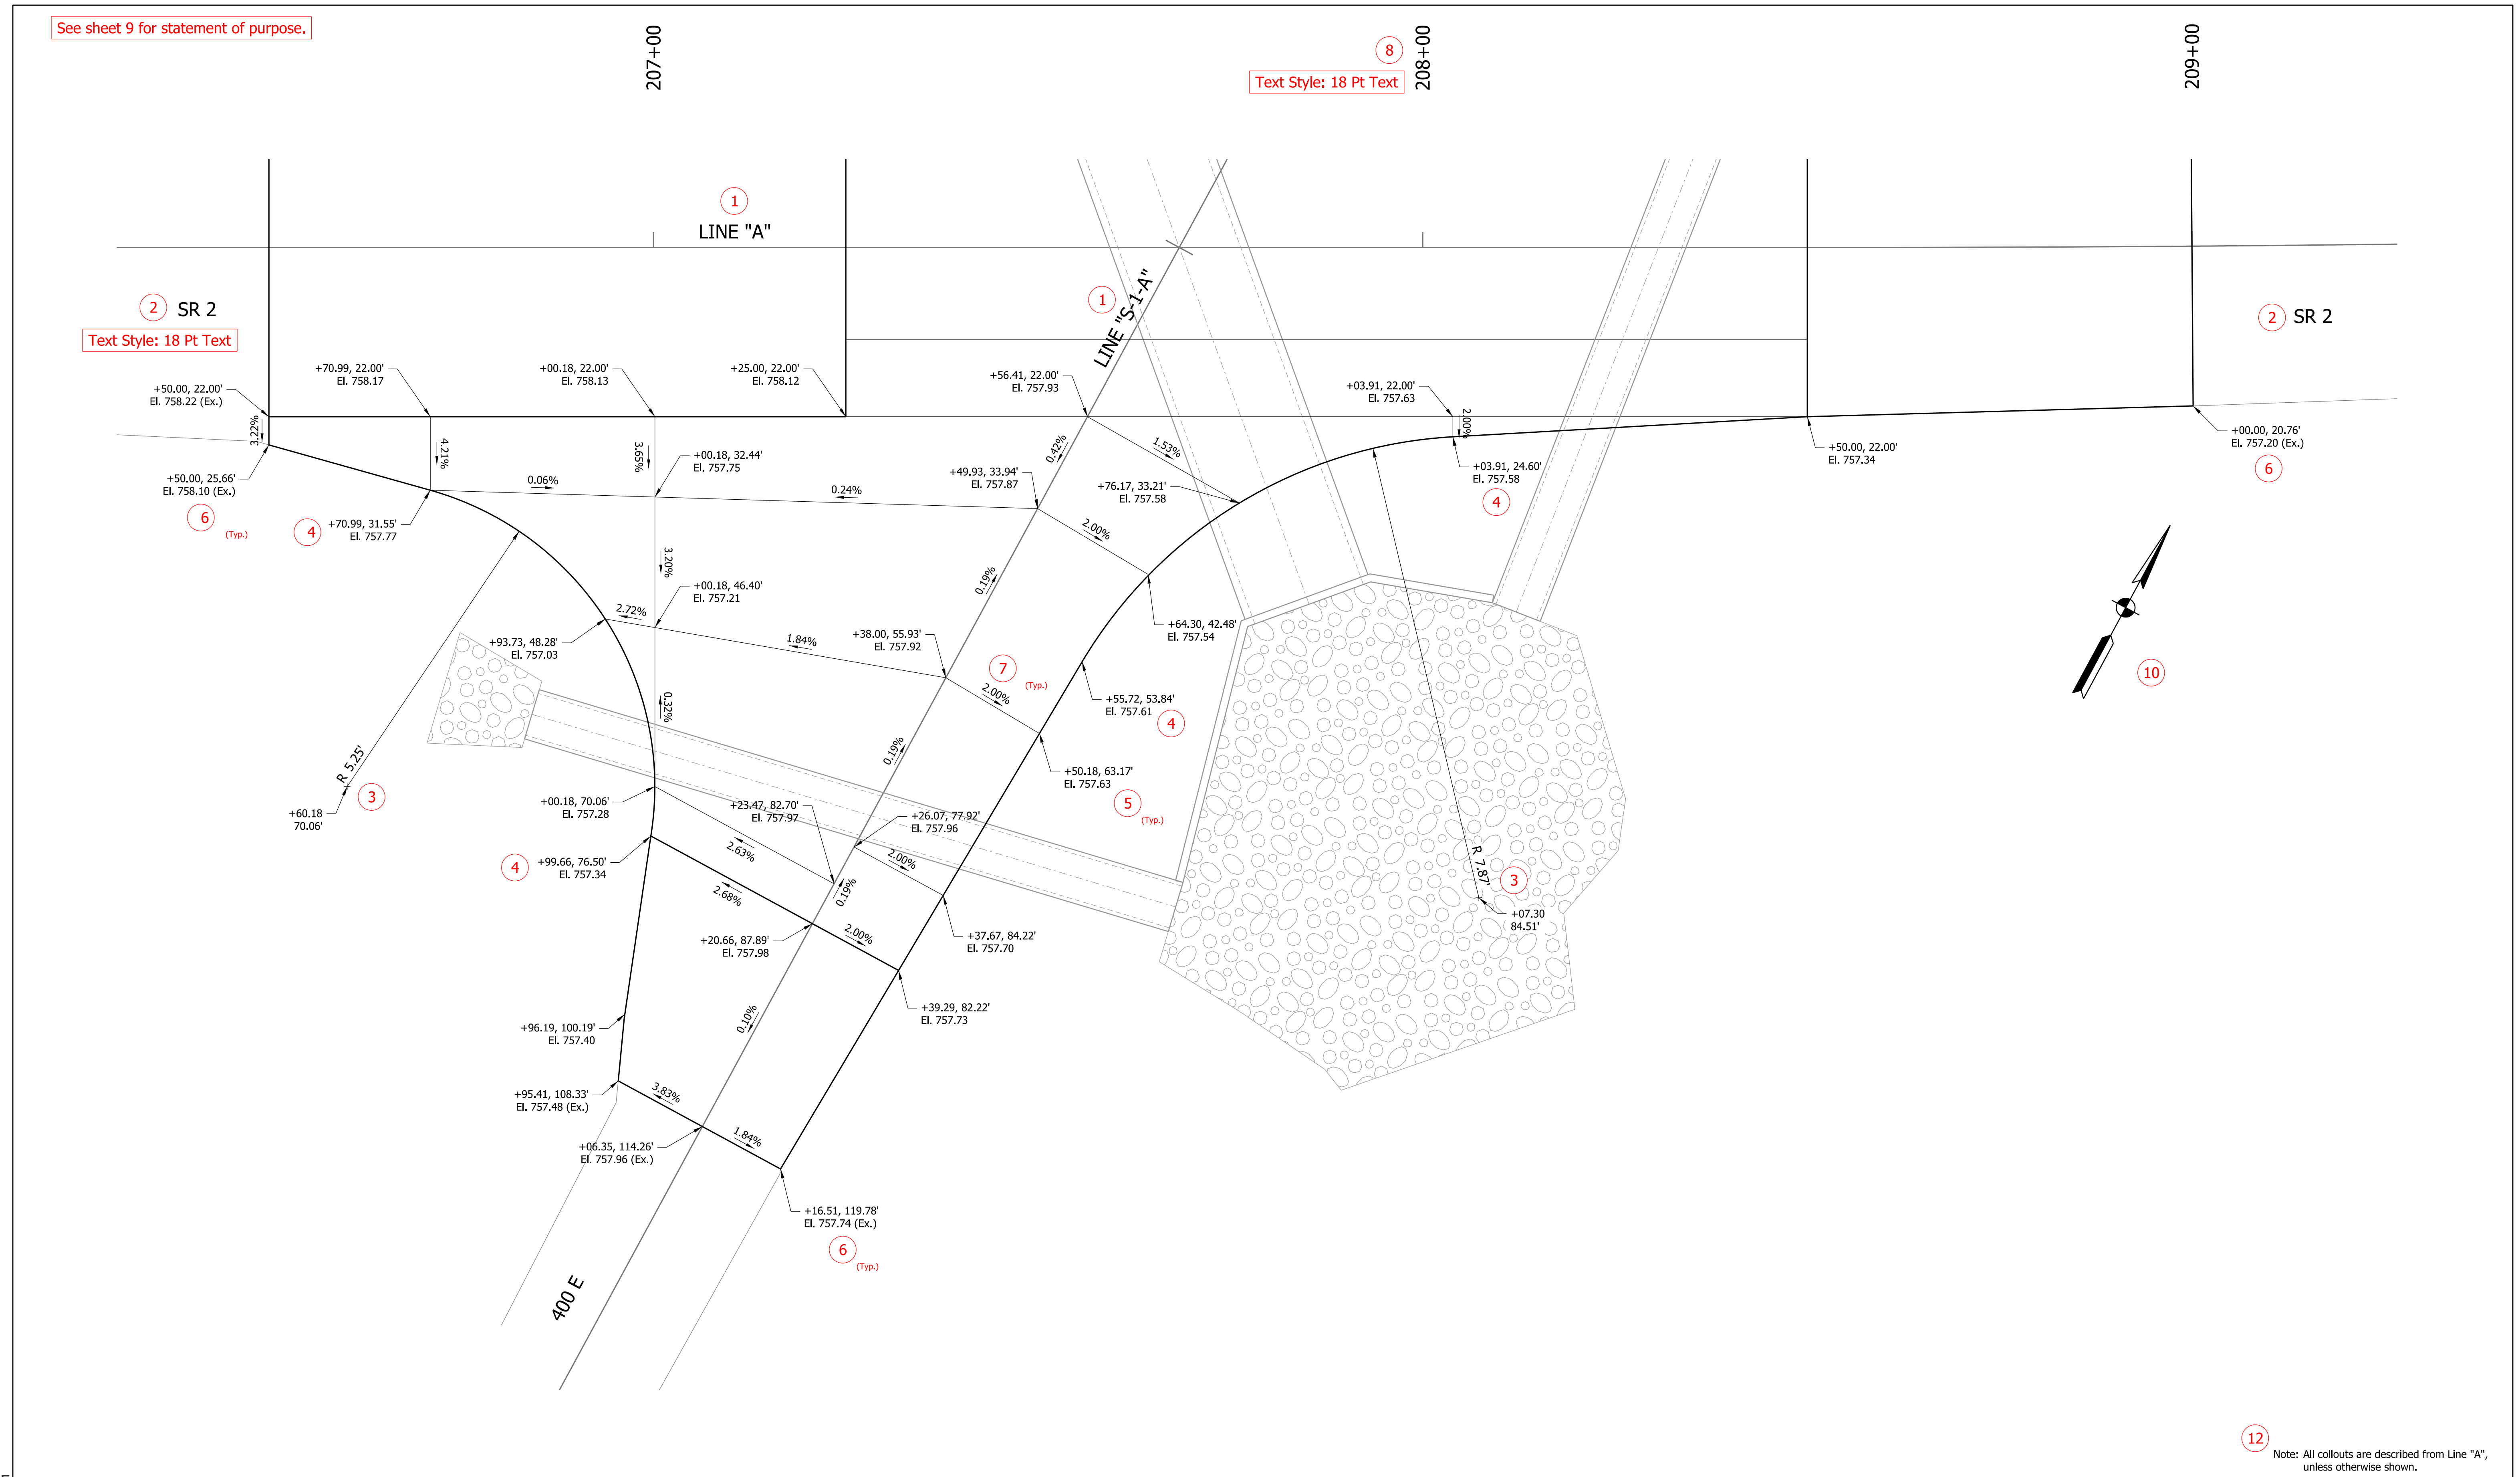 See sheet 9 for statement of purpose.
207+00
8
Text Style: 18 Pt Text
208+00
209+00
1
LINE "A"
2
SR 2
Text Style: 18 Pt Text
1
LINE "S-1-A"
2
SR 2
+50.00, 22.00'
El. 758.22 (Ex.)
+70.99, 22.00'
El. 758.17
+00.18, 22.00'
El. 758.13
+25.00, 22.00'
El. 758.12
+56.41, 22.00'
El. 757.93
+03.91, 22.00'
El. 757.63
3.22%
4.21%
3.65%
0.42%
1.53%
2.00%
+50.00, 22.00'
El. 757.34
+00.00, 20.76'
El. 757.20 (Ex.)
6
+50.00, 25.66'
El. 758.10 (Ex.)
6
(Typ.)
4
+70.99, 31.55'
El. 757.77
0.06%
+00.18, 32.44'
El. 757.75
0.24%
+49.93, 33.94'
El. 757.87
+76.17, 33.21'
El. 757.58
+03.91, 24.60'
El. 757.58
4
2.00%
3.20%
+00.18, 46.40'
El. 757.21
0.19%
2.72%
+93.73, 48.28'
El. 757.03
1.84%
+38.00, 55.93'
El. 757.92
+64.30, 42.48'
El. 757.54
7
(Typ.)
2.00%
10
+55.72, 53.84'
El. 757.61
4
0.32%
0.19%
R 5.25'
3
+60.18
70.06'
+50.18, 63.17'
El. 757.63
5
(Typ.)
+00.18, 70.06'
El. 757.28
+23.47, 82.70'
El. 757.97
+26.07, 77.92'
El. 757.96
2.63%
2.00%
4
+99.66, 76.50'
El. 757.34
2.68%
0.19%
R 7.87'
3
+07.30
84.51'
+20.66, 87.89'
El. 757.98
2.00%
+37.67, 84.22'
El. 757.70
+39.29, 82.22'
El. 757.73
0.10%
+96.19, 100.19'
El. 757.40
+95.41, 108.33'
El. 757.48 (Ex.)
3.83%
1.84%
+06.35, 114.26'
El. 757.96 (Ex.)
+16.51, 119.78'
El. 757.74 (Ex.)
6
(Typ.)
400 E
12
Note: All collouts are described from Line "A",
unless otherwise shown.